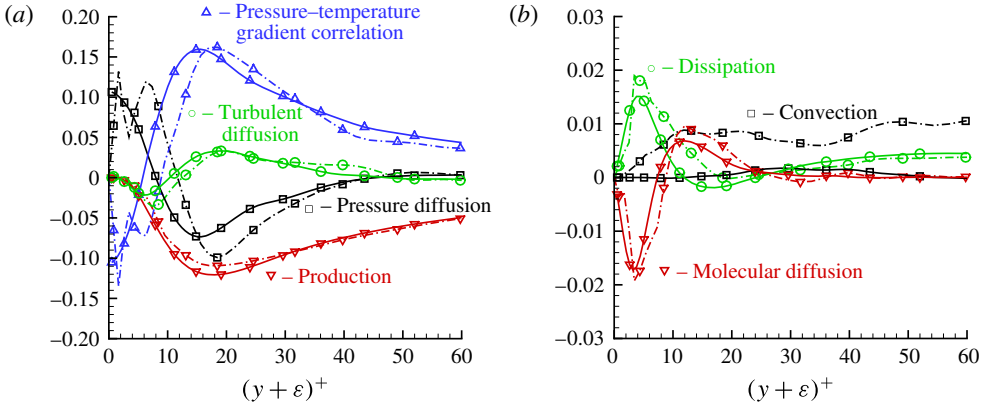 (a)
0.20
0.15
0.10
0.05
0
−0.05
−0.10
−0.15
−0.20
0 10 20 30 40 50 60
(y + ε)⁺
△ – Pressure–temperature
gradient correlation
○ – Turbulent
diffusion
□ – Pressure diffusion
▽ – Production
(b)
0.03
0.02
0.01
0
−0.01
−0.02
−0.03
0 10 20 30 40 50 60
(y + ε)⁺
○ – Dissipation
□ – Convection
▽ – Molecular diffusion